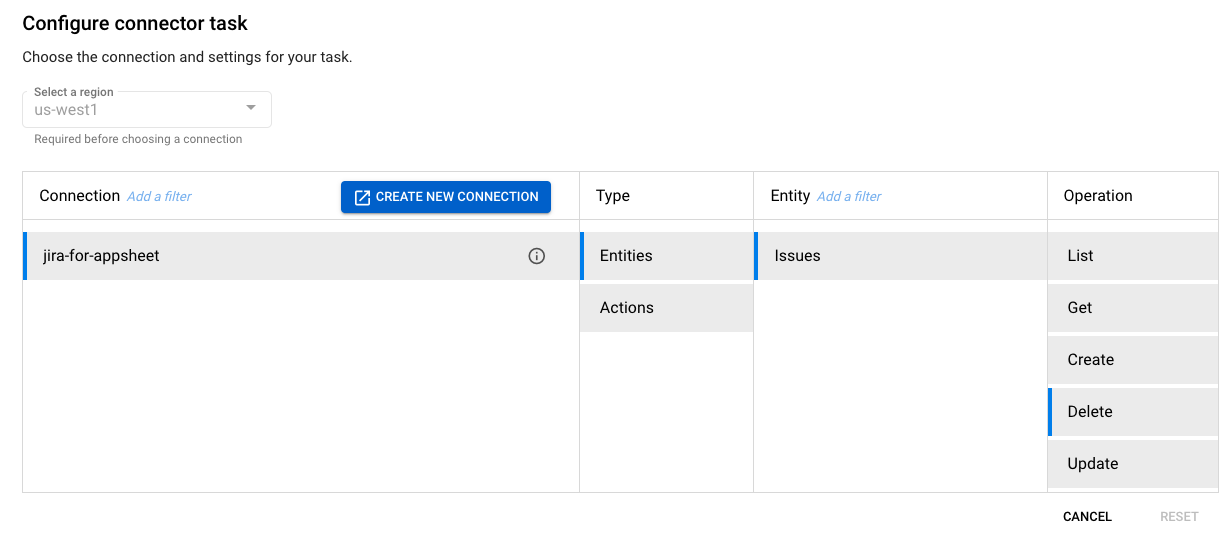 Configure connector task
Choose the connection and settings for your task.
Select a region
us-west1
Required before choosing a connection
Connection Add a filter CREATE NEW CONNECTION Type Entity Add a filter Operation
jira-for-appsheet Entities Issues List
Actions Get
Create
Delete
Update
CANCEL RESET